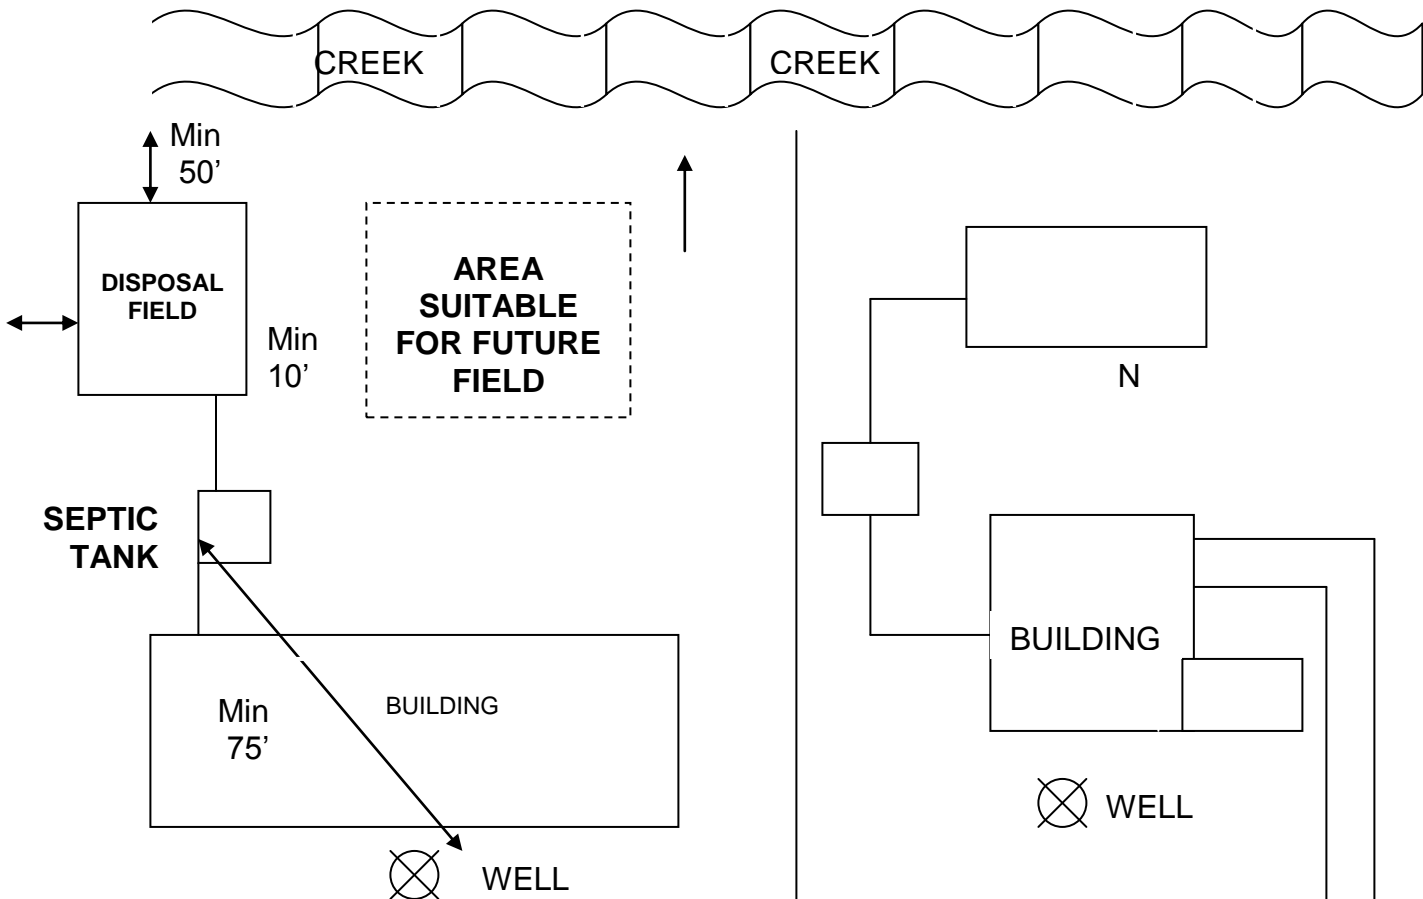 CREEK
CREEK
Min
50’
DISPOSAL
FIELD
Min
10’
AREA
SUITABLE
FOR FUTURE
FIELD
N
SEPTIC
TANK
BUILDING
Min
75’
BUILDING
WELL
WELL